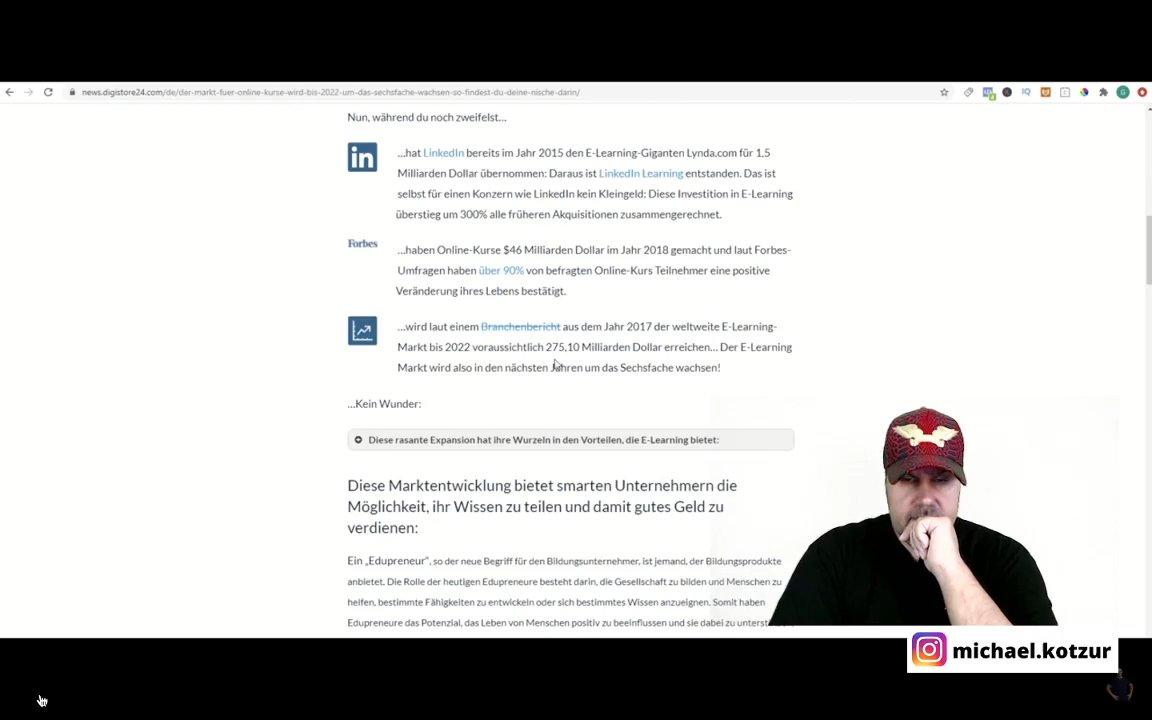 news.digistore24.com/de/der-markt-fuer-online-kurse-wird-bis-2022-um-das-sechsfache-wachsen-so-findest-du-deine-nische-darin/
Nun, während du noch zweifelst…
in
…hat LinkedIn bereits im Jahr 2015 den E-Learning-Giganten Lynda.com für 1,5
Milliarden Dollar übernommen: Daraus ist LinkedIn Learning entstanden. Das ist
selbst für einen Konzern wie LinkedIn kein Kleingeld: Diese Investition in E-Learning
überstieg um 300% alle früheren Akquisitionen zusammengerechnet.
Forbes
…haben Online-Kurse $46 Milliarden Dollar im Jahr 2018 gemacht und laut Forbes-
Umfragen haben über 90% von befragten Online-Kurs Teilnehmer eine positive
Veränderung ihres Lebens bestätigt.
…wird laut einem Branchenbericht aus dem Jahr 2017 der weltweite E-Learning-
Markt bis 2022 voraussichtlich 275,10 Milliarden Dollar erreichen… Der E-Learning
Markt wird also in den nächsten Jahren um das Sechsfache wachsen!
…Kein Wunder:
Diese rasante Expansion hat ihre Wurzeln in den Vorteilen, die E-Learning bietet:
Diese Marktentwicklung bietet smarten Unternehmern die
Möglichkeit, ihr Wissen zu teilen und damit gutes Geld zu
verdienen:
Ein „Edupreneur“, so der neue Begriff für den Bildungsunternehmer, ist jemand, der Bildungsprodukte
anbietet. Die Rolle der heutigen Edupreneure besteht darin, die Gesellschaft zu bilden und Menschen zu
helfen, bestimmte Fähigkeiten zu entwickeln oder sich bestimmtes Wissen anzueignen. Somit haben
Edupreneure das Potenzial, das Leben von Menschen positiv zu beeinflussen und sie dabei zu
michael.kotzur